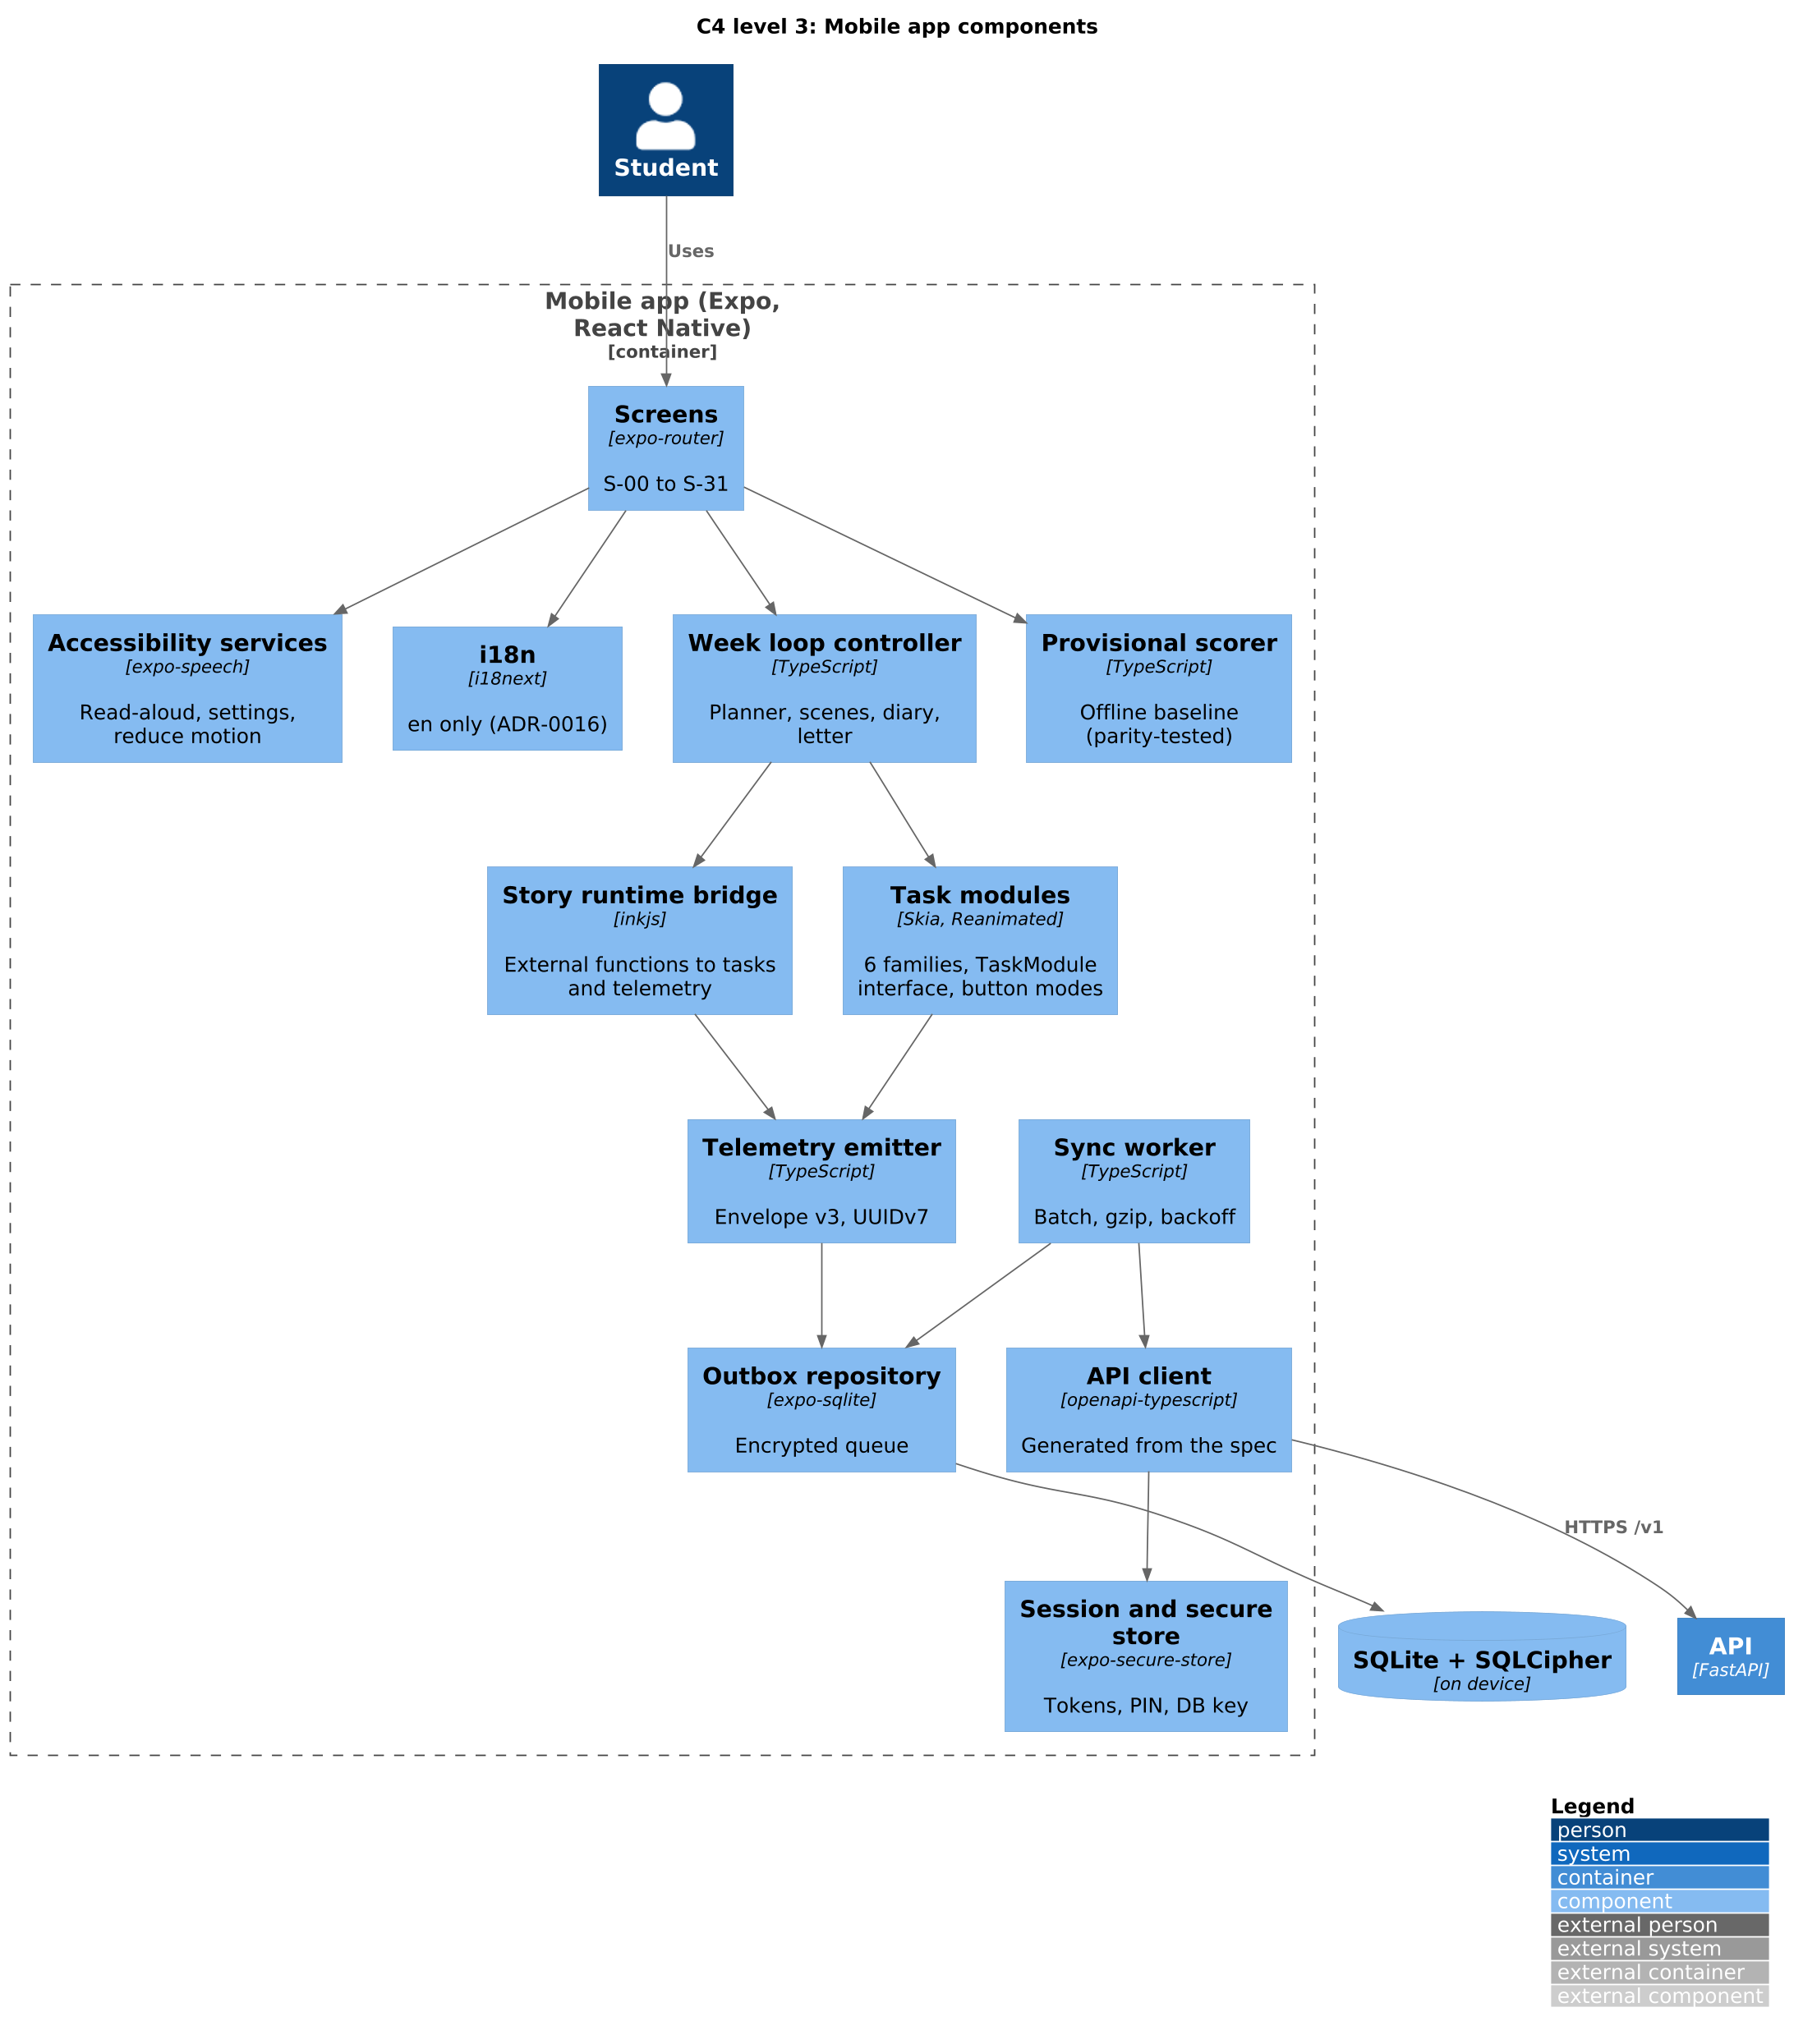 C4 level 3: Mobile app components
Student
Uses
Mobile app (Expo,
React Native)
[container]
Screens
[expo-router]
S-00 to S-31
Accessibility services
[expo-speech]
Read-aloud, settings,
reduce motion
i18n
[i18next]
en only (ADR-0016)
Week loop controller
[TypeScript]
Planner, scenes, diary,
letter
Provisional scorer
[TypeScript]
Offline baseline
(parity-tested)
Story runtime bridge
[inkjs]
External functions to tasks
and telemetry
Task modules
[Skia, Reanimated]
6 families, TaskModule
interface, button modes
Telemetry emitter
[TypeScript]
Envelope v3, UUIDv7
Sync worker
[TypeScript]
Batch, gzip, backoff
Outbox repository
[expo-sqlite]
Encrypted queue
API client
[openapi-typescript]
Generated from the spec
HTTPS /v1
Session and secure
store
[expo-secure-store]
Tokens, PIN, DB key
SQLite + SQLCipher
[on device]
API
[FastAPI]
Legend
person
system
container
component
external person
external system
external container
external component